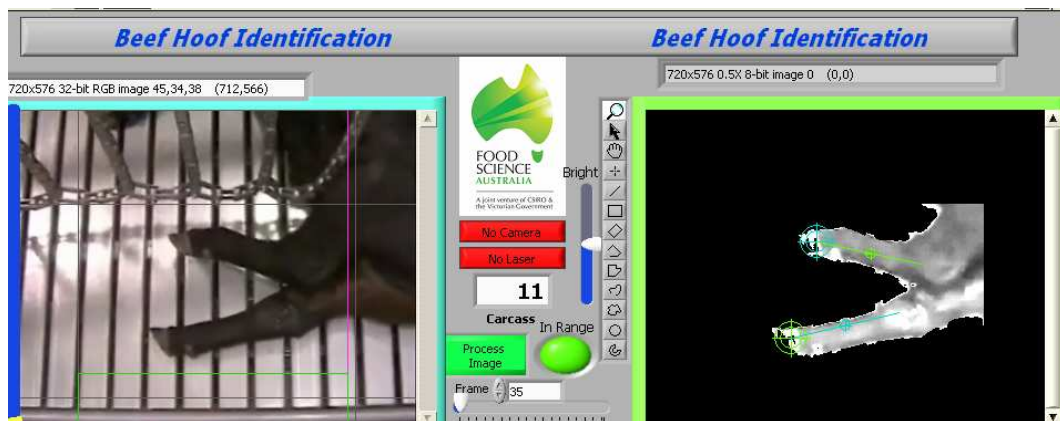 Beef Hoof Identification
Beef Hoof Identification
720x576 32-bit RGB image 45,34,38 (712,566)
720x576 0.5X 8-bit image 0 (0,0)
FOOD
SCIENCE
AUSTRALIA
A joint venture of CSIRO &
the Victorian Government
Bright
No Camera
No Laser
11
Carcass
In Range
Process
Image
Frame
35